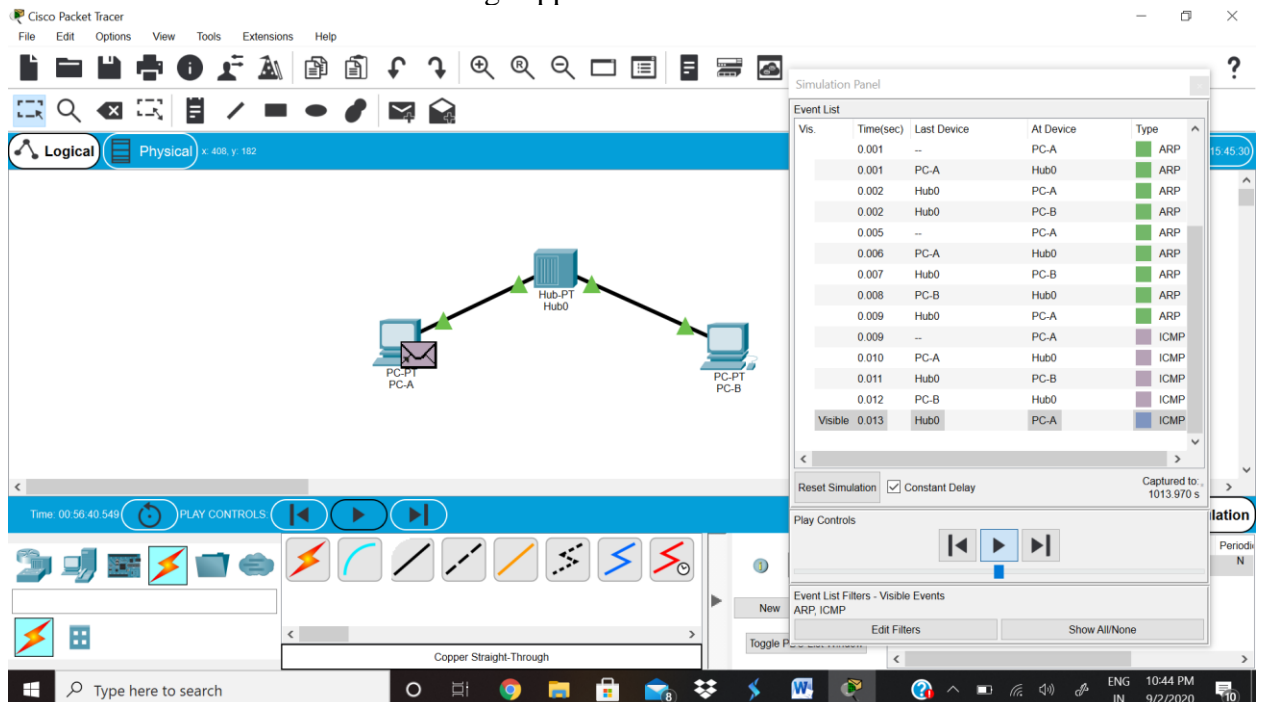 Cisco Packet Tracer
File Edit Options View Tools Extensions Help
?
Logical Physical x: 408, y: 182
15:45:30
Hub-PT
Hub0
PC-PT
PC-A
PC-PT
PC-B
Simulation Panel
Event List
Vis. Time(sec) Last Device At Device Type
0.001 -- PC-A ARP
0.001 PC-A Hub0 ARP
0.002 Hub0 PC-A ARP
0.002 Hub0 PC-B ARP
0.005 -- PC-A ARP
0.006 PC-A Hub0 ARP
0.007 Hub0 PC-B ARP
0.008 PC-B Hub0 ARP
0.009 Hub0 PC-A ARP
0.009 -- PC-A ICMP
0.010 PC-A Hub0 ICMP
0.011 Hub0 PC-B ICMP
0.012 PC-B Hub0 ICMP
Visible 0.013 Hub0 PC-A ICMP
Reset Simulation Constant Delay Captured to:
1013.970 s
Play Controls
Event List Filters - Visible Events
ARP, ICMP
Edit Filters Show All/None
Time: 00:56:40.549 PLAY CONTROLS:
Periodi
N
New
Copper Straight-Through
Type here to search
8
ENG 10:44 PM
IN 9/2/2020
10